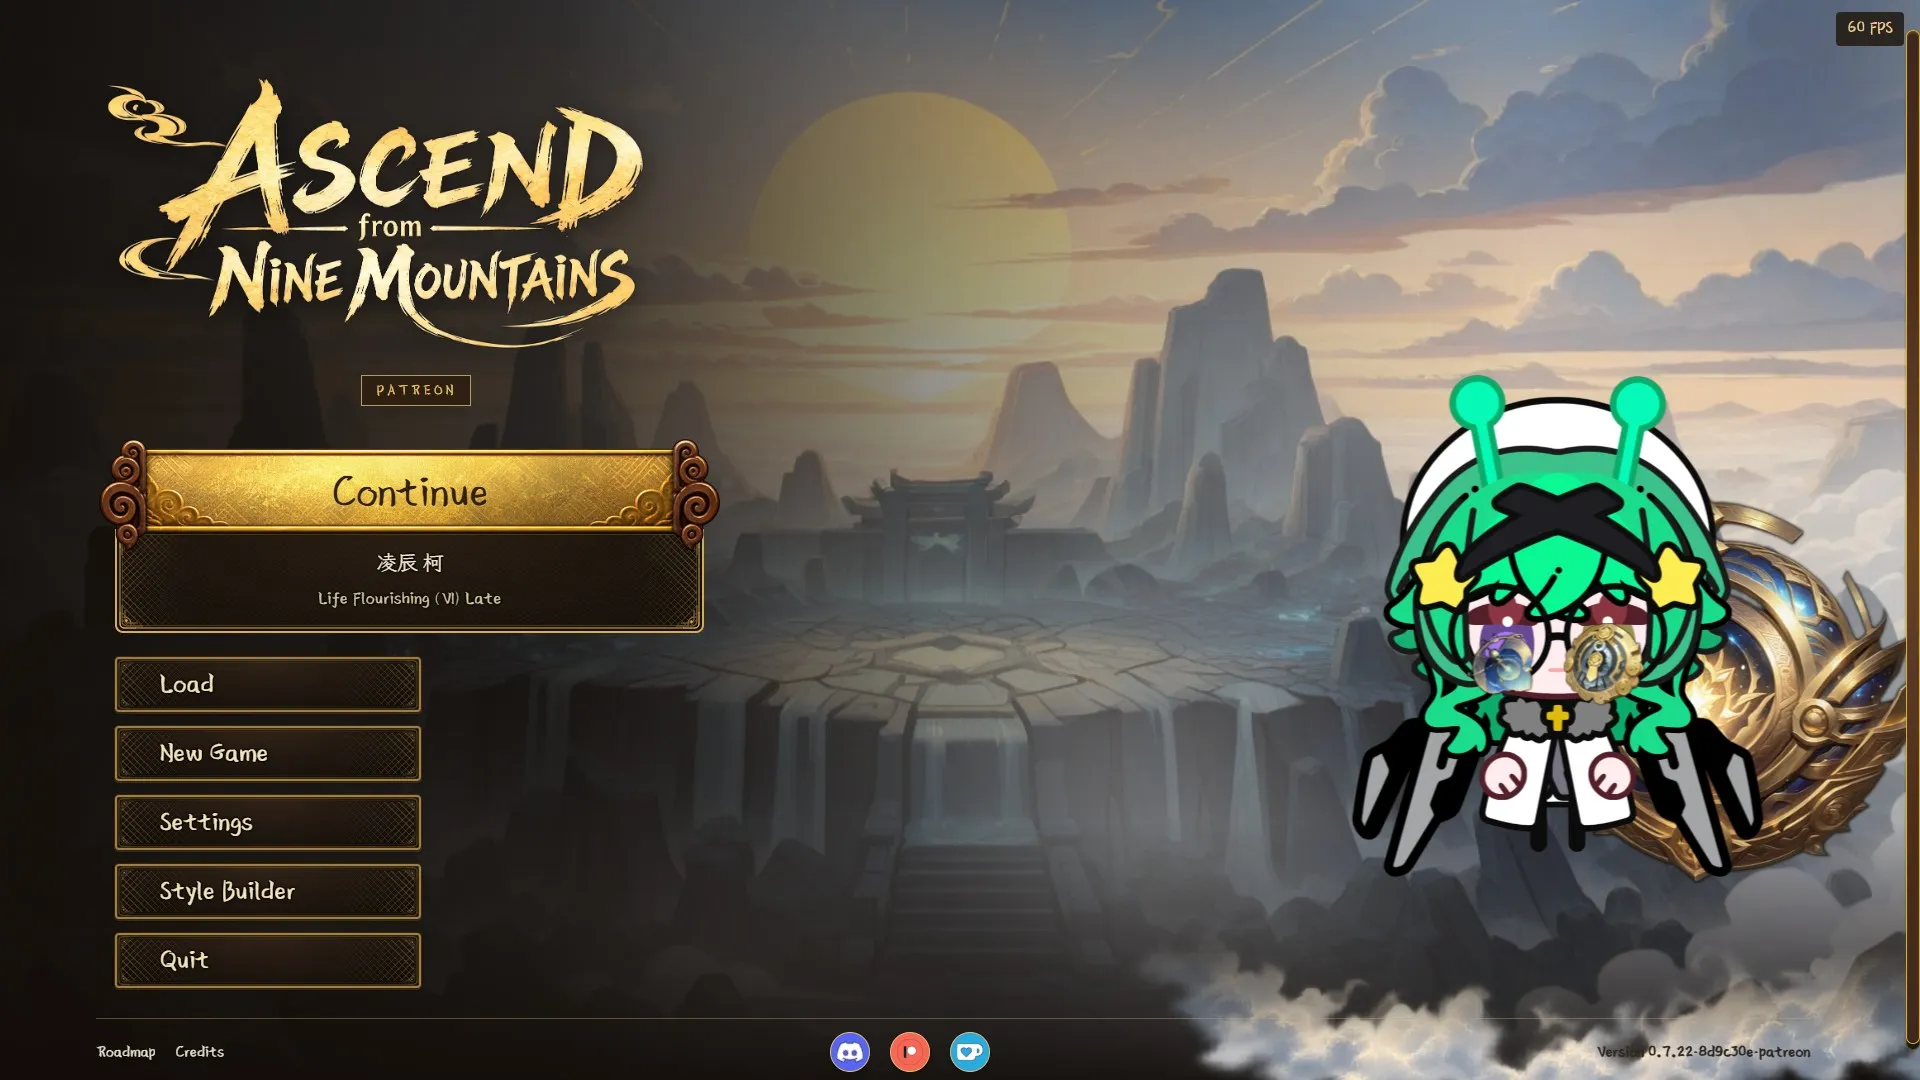 60 FPS
ASCEND
from
NINE MOUNTAINS
PATREON
Continue
凌辰 柯
Life Flourishing (VI) Late
Load
New Game
Settings
Style Builder
Quit
Roadmap Credits
Version 0.7.22-8d9c30e-patreon